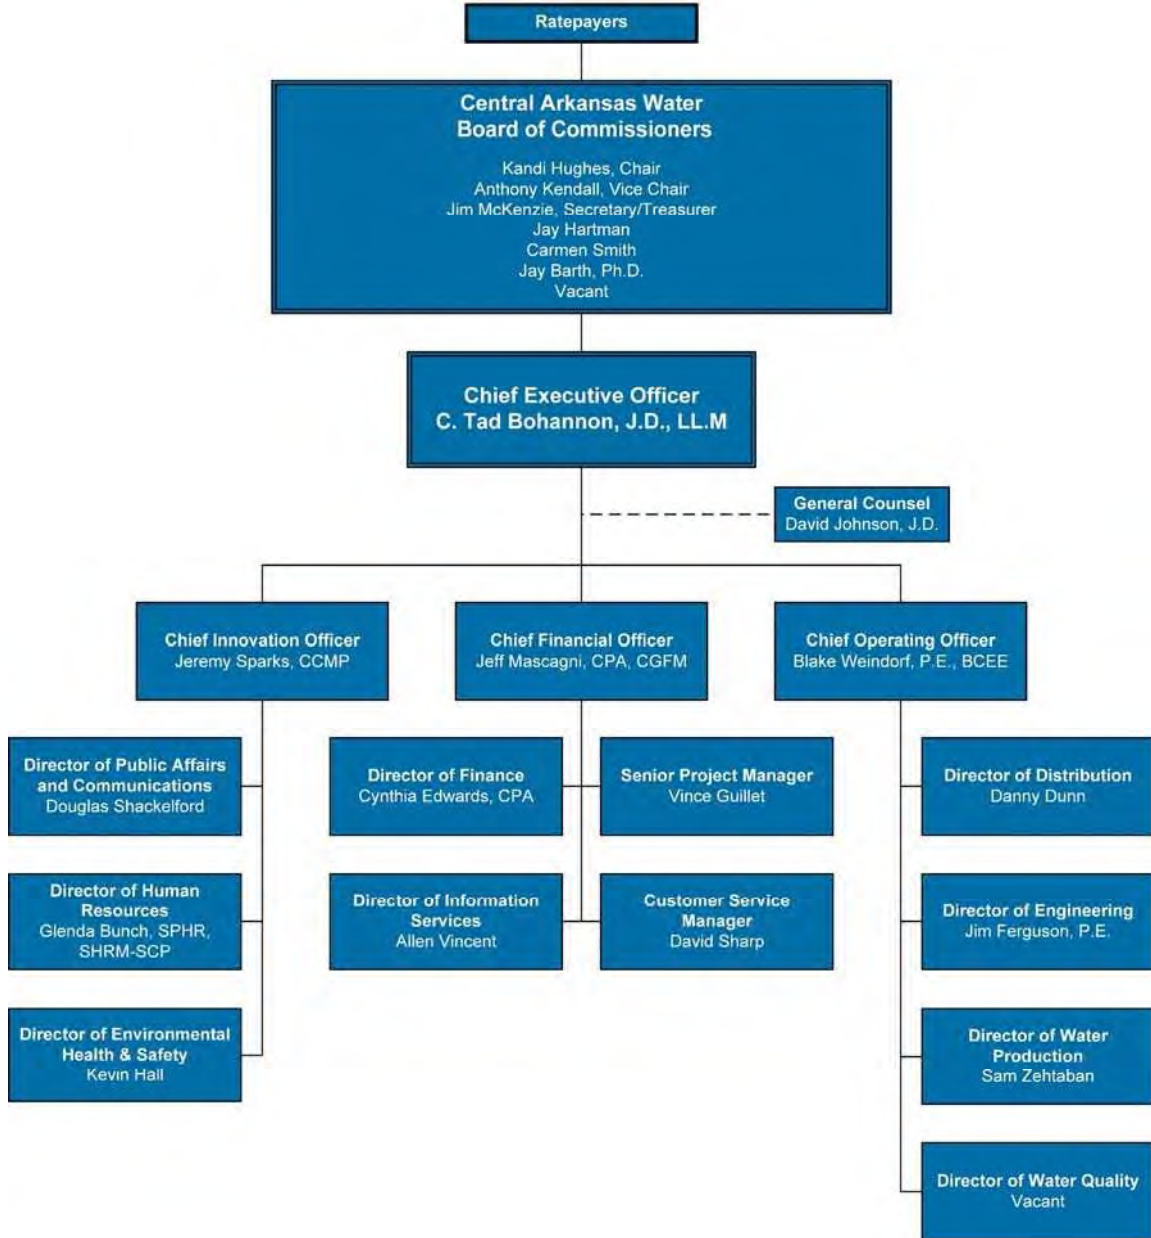 Ratepayers
Central Arkansas Water
Board of Commissioners
Kandi Hughes, Chair
Anthony Kendall, Vice Chair
Jim McKenzie, Secretary/Treasurer
Jay Hartman
Carmen Smith
Jay Barth, Ph.D.
Vacant
Chief Executive Officer
C. Tad Bohannon, J.D., LL.M
General Counsel
David Johnson, J.D.
Chief Innovation Officer
Jeremy Sparks, CCMP
Chief Financial Officer
Jeff Mascagni, CPA, CGFM
Chief Operating Officer
Blake Weindorf, P.E., BCEE
Director of Public Affairs
and Communications
Douglas Shackelford
Director of Finance
Cynthia Edwards, CPA
Senior Project Manager
Vince Guillet
Director of Distribution
Danny Dunn
Director of Human
Resources
Glenda Bunch, SPHR,
SHRM-SCP
Director of Information
Services
Allen Vincent
Customer Service
Manager
David Sharp
Director of Engineering
Jim Ferguson, P.E.
Director of Environmental
Health & Safety
Kevin Hall
Director of Water
Production
Sam Zehtaban
Director of Water Quality
Vacant